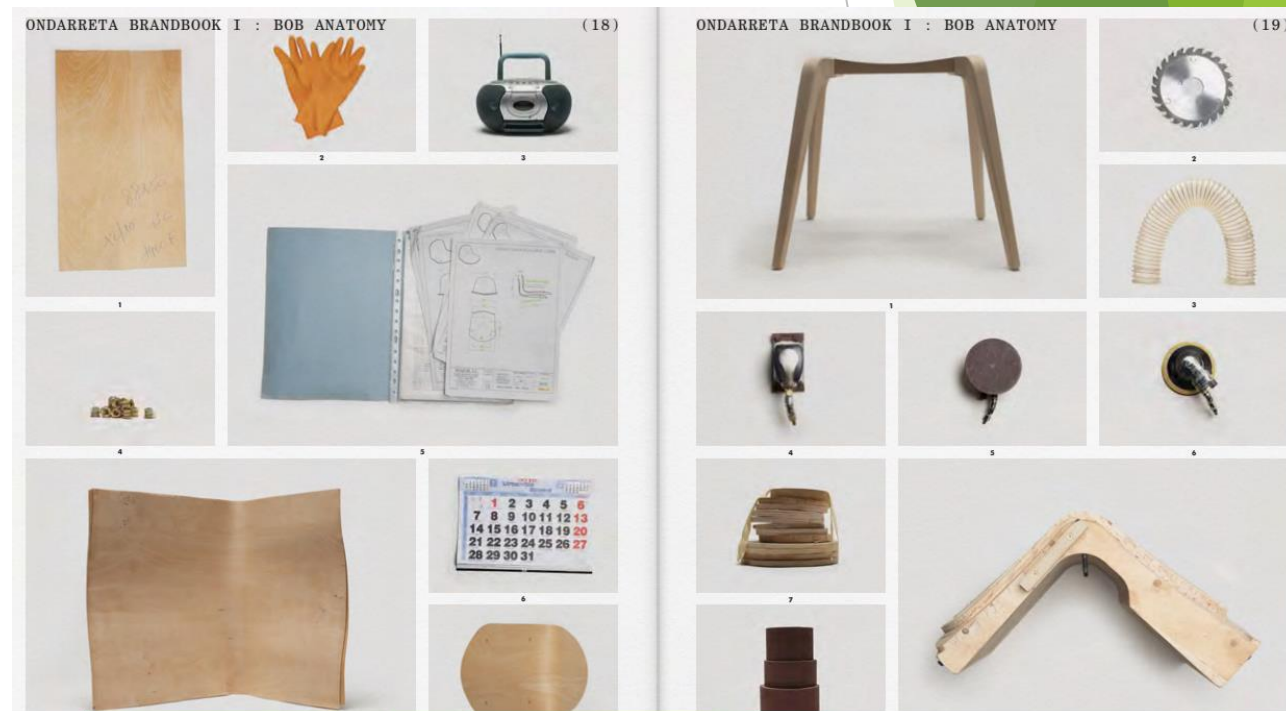 ONDARRETA BRANDBOOK I : BOB ANATOMY (18)
2
3
1
4
5
1 2 3 4 5 6
7 8 9 10 11 12 13
14 15 16 17 18 19 20
21 22 23 24 25 26 27
28 29 30 31
6
ONDARRETA BRANDBOOK I : BOB ANATOMY (19)
2
1
3
4
5
6
7